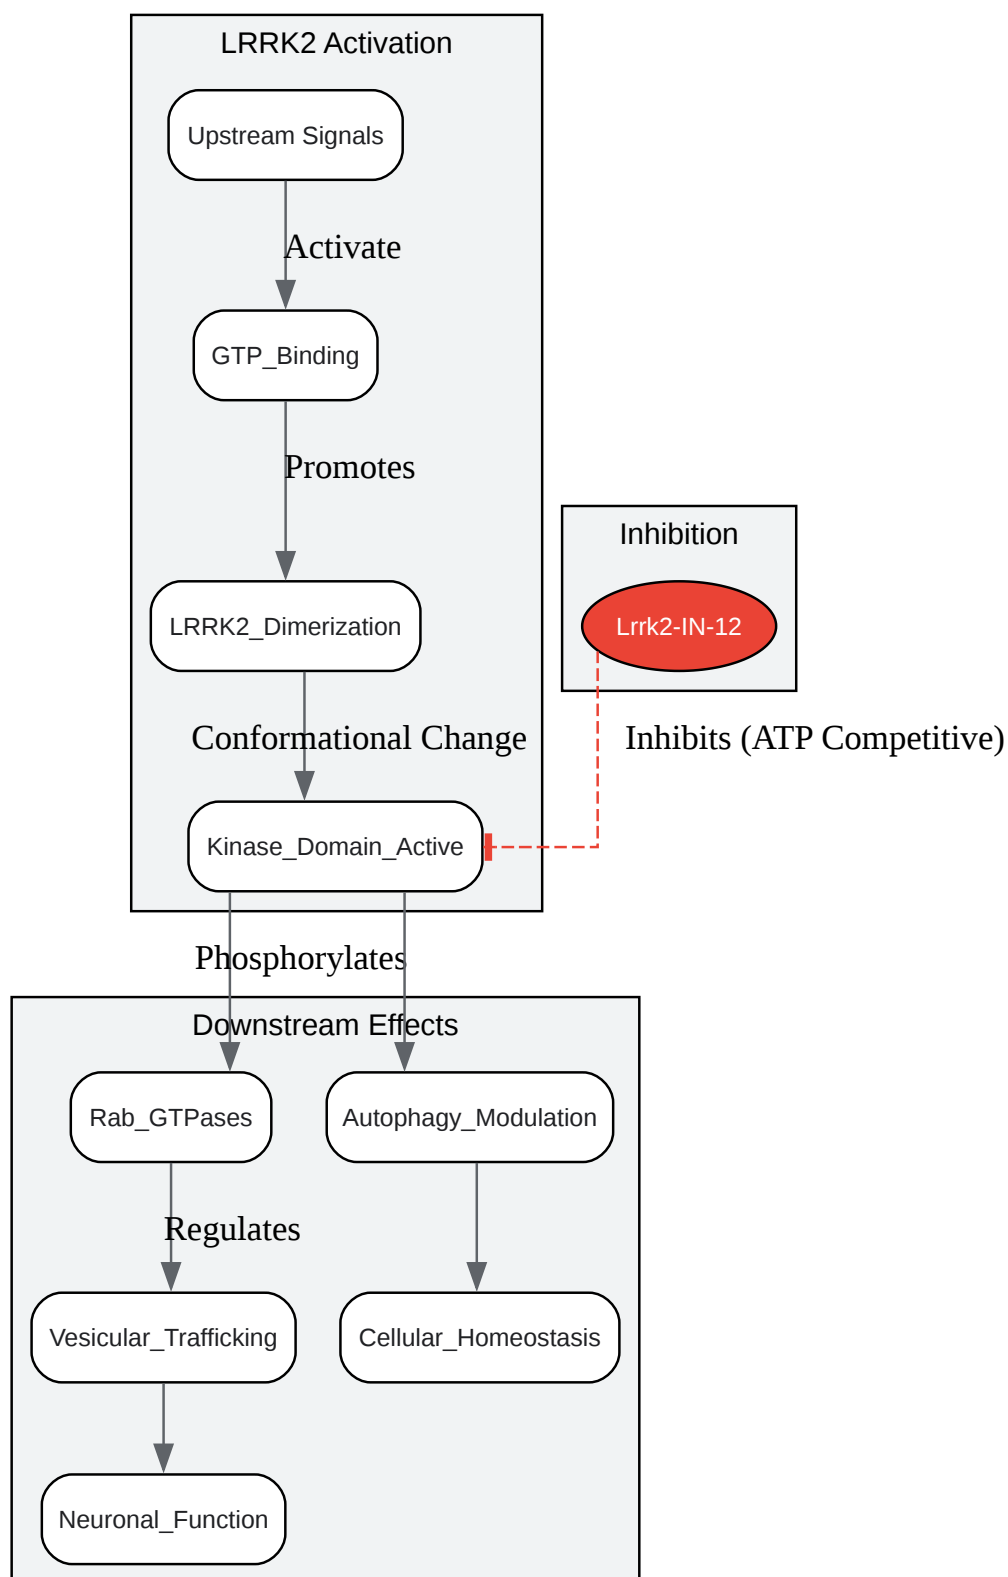 LRRK2 Activation
Upstream Signals
Activate
GTP_Binding
Promotes
LRRK2_Dimerization
Conformational Change
Kinase_Domain_Active
Inhibition
Lrrk2-IN-12
Inhibits (ATP Competitive)
Phosphorylates
Downstream Effects
Rab_GTPases
Autophagy_Modulation
Regulates
Vesicular_Trafficking
Cellular_Homeostasis
Neuronal_Function